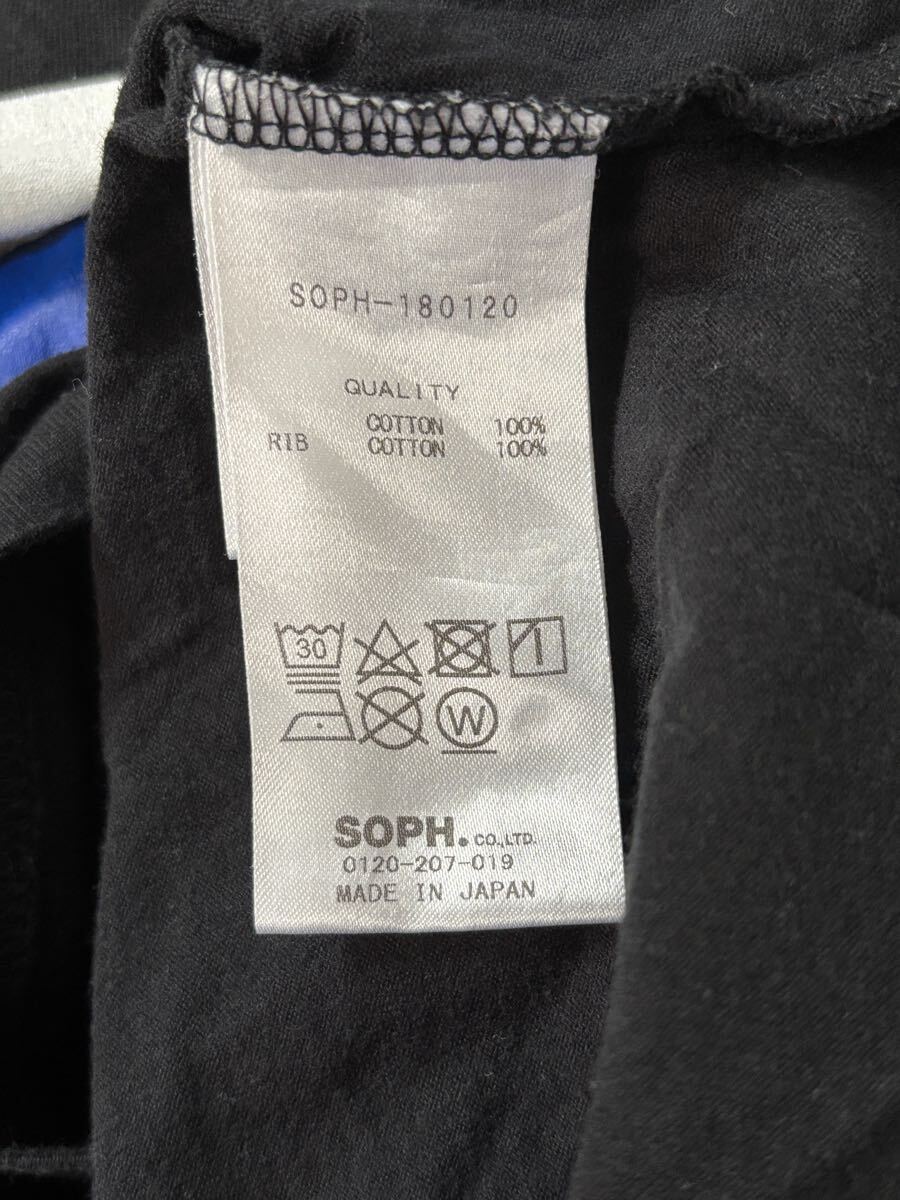 SOPH-180120
QUALITY
COTTON 100%
RIB COTTON 100%
30
W
SOPH. CO.,LTD.
0120-207-019
MADE IN JAPAN